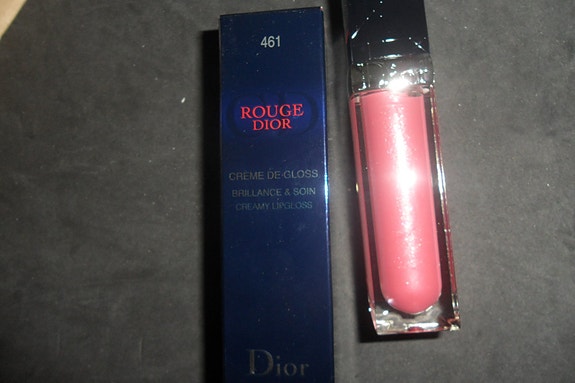 461
ROUGE
DIOR
CRÈME DE GLOSS
BRILLANCE & SOIN
CREAMY LIPGLOSS
Dior